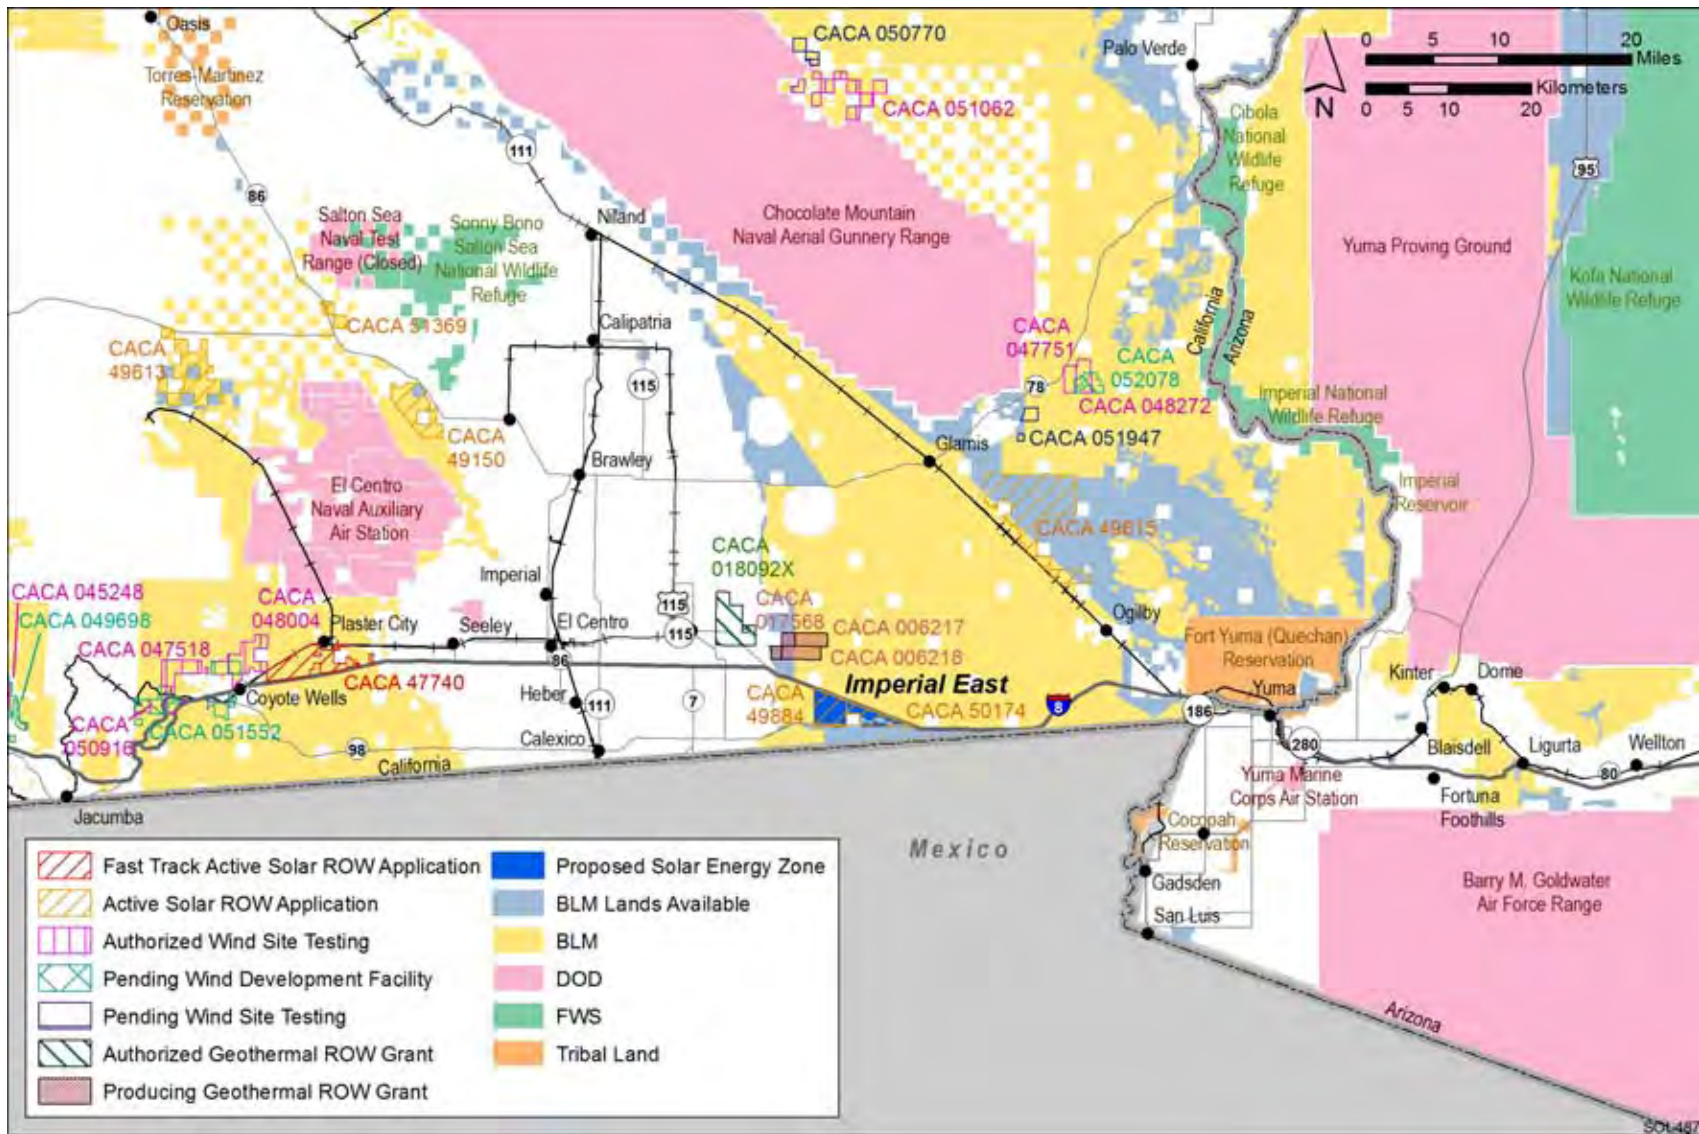 Oasis
Torres-Martinez
Reservation
111
86
CACA 050770
CACA 051062
Palo Verde
N
0 5 10 20
Miles
Kilometers
0 5 10 20
Cibola
National
Wildlife
Refuge
95
Salton Sea
Naval Test
Range (Closed)
Sonny Bono
Salton Sea
National Wildlife
Refuge
Niland
Chocolate Mountain
Naval Aerial Gunnery Range
Yuma Proving Ground
Kofa National
Wildlife Refuge
California
Arizona
CACA 51369
Calipatria
CACA
49613
CACA
49150
115
CACA
047751
CACA
052078
78
CACA 048272
CACA 051947
Imperial National
Wildlife Refuge
Glamis
Brawley
El Centro
Naval Auxiliary
Air Station
Imperial
Reservoir
CACA 49615
CACA
018092X
Imperial
115
CACA
017568
CACA 045248
CACA 049698
CACA
048004
Plaster City
Seeley
El Centro
115
CACA 006217
CACA 006218
Ogilby
Fort Yuma (Quechan)
Reservation
CACA 047518
86
Coyote Wells
CACA 47740
Heber
111
7
Imperial East
CACA
49884
CACA 50174
8
186
Yuma
Kinter
Dome
CACA
050916
CACA 051552
98
Calexico
California
280
Blaisdell
Ligurta
Wellton
80
Yuma Marine
Corps Air Station
Fortuna
Foothills
Jacumba
Mexico
Cocopah
Reservation
Gadsden
San Luis
Barry M. Goldwater
Air Force Range
Arizona
Fast Track Active Solar ROW Application
Active Solar ROW Application
Authorized Wind Site Testing
Pending Wind Development Facility
Pending Wind Site Testing
Authorized Geothermal ROW Grant
Producing Geothermal ROW Grant
Proposed Solar Energy Zone
BLM Lands Available
BLM
DOD
FWS
Tribal Land
SOL487